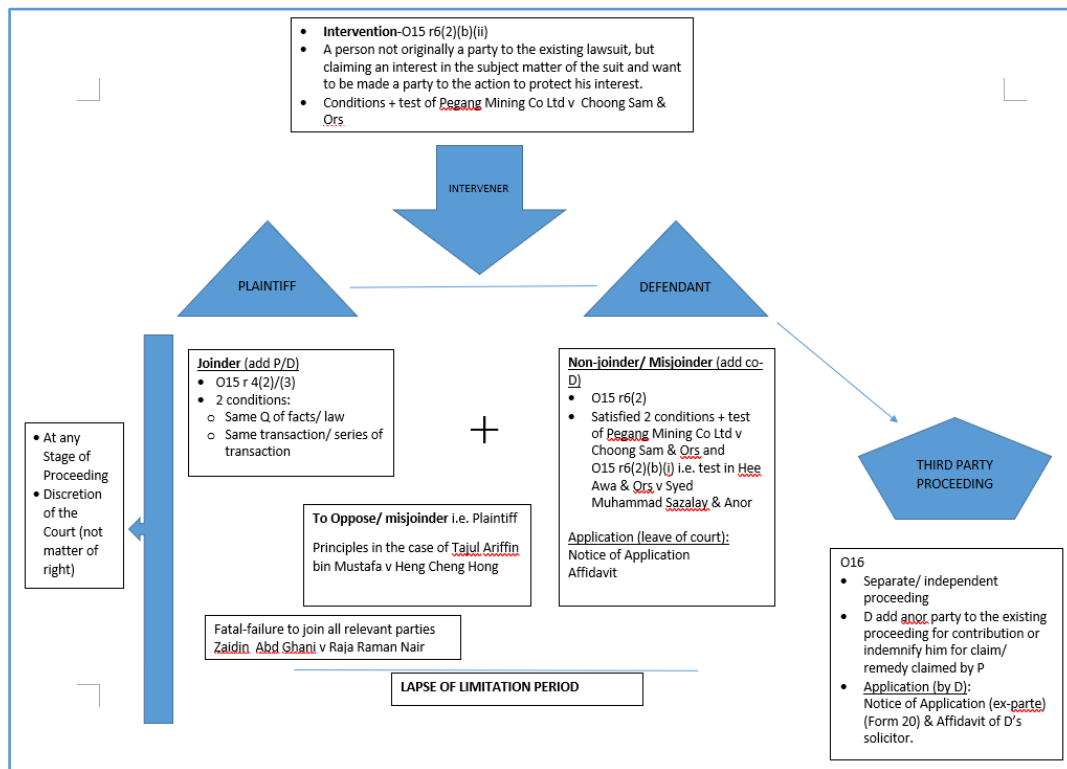 Intervention-O15 r6(2)(b)(ii)
A person not originally a party to the existing lawsuit, but
claiming an interest in the subject matter of the suit and want
to be made a party to the action to protect his interest.
Conditions + test of Pegang Mining Co Ltd v Choong Sam &
Ors
INTERVENER
PLAINTIFF
DEFENDANT
Joinder (add P/D)
O15 r 4(2)/(3)
2 conditions:
Same Q of facts/ law
Same transaction/ series of
transaction
+
Non-joinder/ Misjoinder (add co-
D)
O15 r6(2)
Satisfied 2 conditions + test
of Pegang Mining Co Ltd v
Choong Sam & Ors and
O15 r6(2)(b)(i) i.e. test in Hee
Awa & Ors v Syed
Muhammad Sazalay & Anor
Application (leave of court):
Notice of Application
Affidavit
At any
Stage of
Proceeding
Discretion
of the
Court (not
matter of
right)
To Oppose/ misjoinder i.e. Plaintiff
Principles in the case of Tajul Ariffin
bin Mustafa v Heng Cheng Hong
Fatal-failure to join all relevant parties
Zaidin Abd Ghani v Raja Raman Nair
LAPSE OF LIMITATION PERIOD
THIRD PARTY
PROCEEDING
O16
Separate/ independent
proceeding
D add anor party to the existing
proceeding for contribution or
indemnify him for claim/
remedy claimed by P
Application (by D):
Notice of Application (ex-parte)
(Form 20) & Affidavit of D's
solicitor.